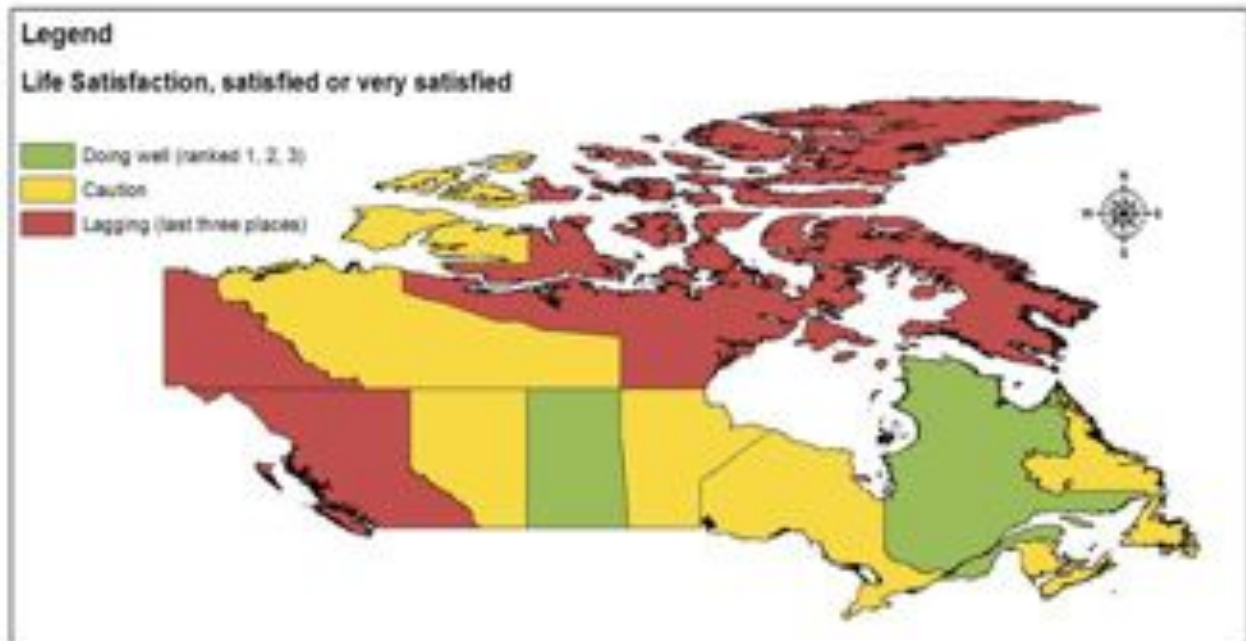 Legend
Life Satisfaction, satisfied or very satisfied
Doing well (ranked 1, 2, 3)
Caution
Lagging (last three places)
N
S